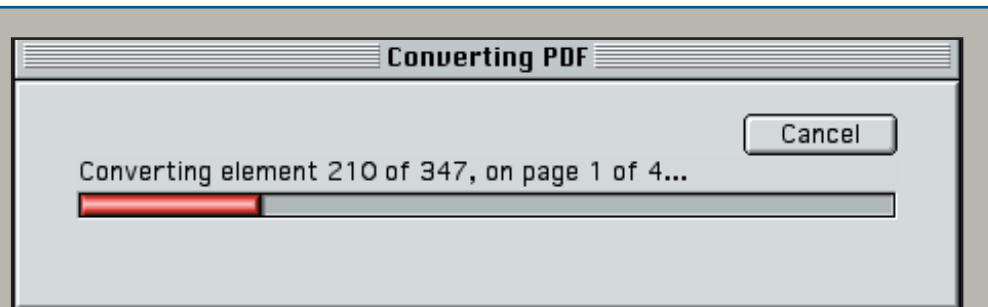 Converting PDF
Cancel
Converting element 210 of 347, on page 1 of 4...